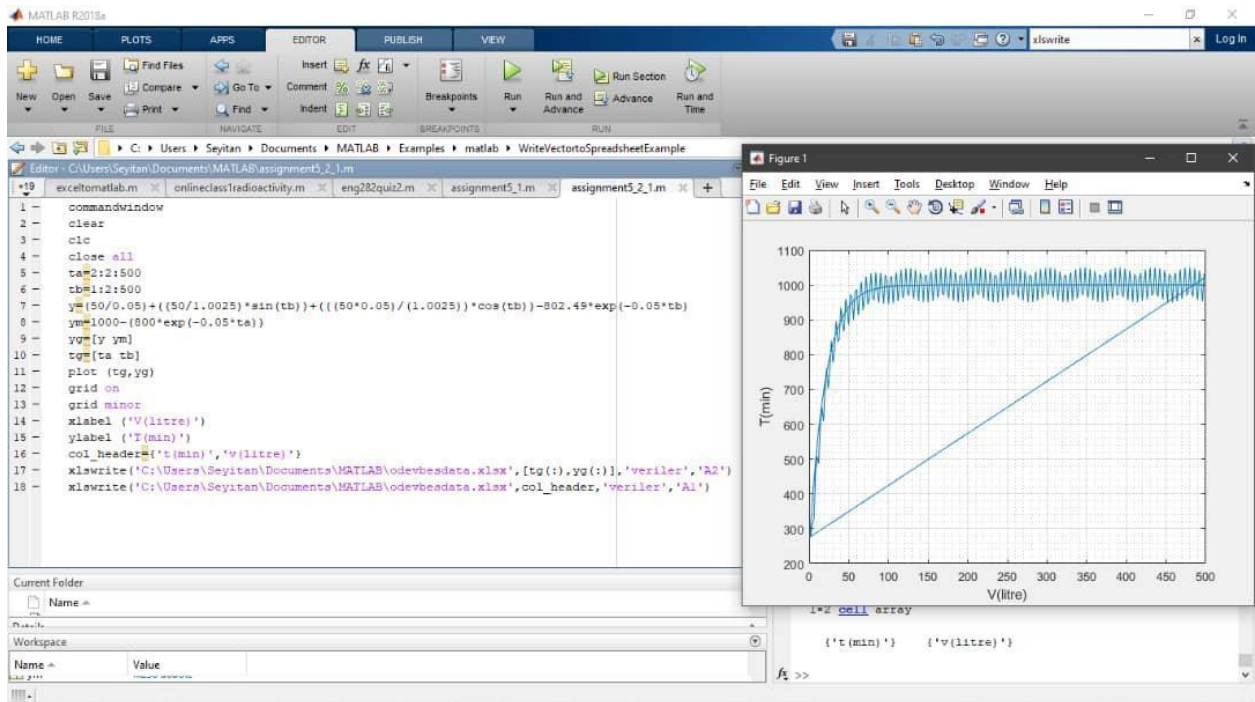 MATLAB R2018a
HOME PLOTS APPS EDITOR PUBLISH VIEW xlswrite Log In
New Open Save Find Files Compare Print Go To Find Insert fx Comment Indent Breakpoints Run Run and Advance Run Section Advance Run and Time
FILE NAVIGATE EDIT BREAKPOINTS RUN
C: Users Seyitan Documents MATLAB Examples matlab WriteVectortoSpreadsheetExample
Editor - C:\Users\Seyitan\Documents\MATLAB\assignment5_2_1.m
+19 exceltomatlab.m onlineclass1radioactivity.m eng282quiz2.m assignment5_1.m assignment5_2_1.m +
1 - commandwindow
2 - clear
3 - clc
4 - close all
5 - ta=2:2:500
6 - tb=1:2:500
7 - y=(50/0.05)+((50/1.0025)*sin(tb))+(((50*0.05)/(1.0025))*cos(tb))-802.49*exp(-0.05*tb)
8 - ym=1000-(800*exp(-0.05*ta))
9 - yg=[y ym]
10 - tg=[ta tb]
11 - plot (tg,yg)
12 - grid on
13 - grid minor
14 - xlabel ('V(litre)')
15 - ylabel ('T(min)')
16 - col_header={'t(min)','v(litre)'}
17 - xlswrite('C:\Users\Seyitan\Documents\MATLAB\odevbesdata.xlsx',[tg(:),yg(:)],'veriler','A2')
18 - xlswrite('C:\Users\Seyitan\Documents\MATLAB\odevbesdata.xlsx',col_header,'veriler','A1')
Current Folder
Name
Workspace
Name Value
Figure 1
File Edit View Insert Tools Desktop Window Help
1100
1000
900
800
700
600
500
400
300
200
T(min)
0 50 100 150 200 250 300 350 400 450 500
V(litre)
1×2 cell array
{'t(min)'} {'v(litre)'}
fx >>